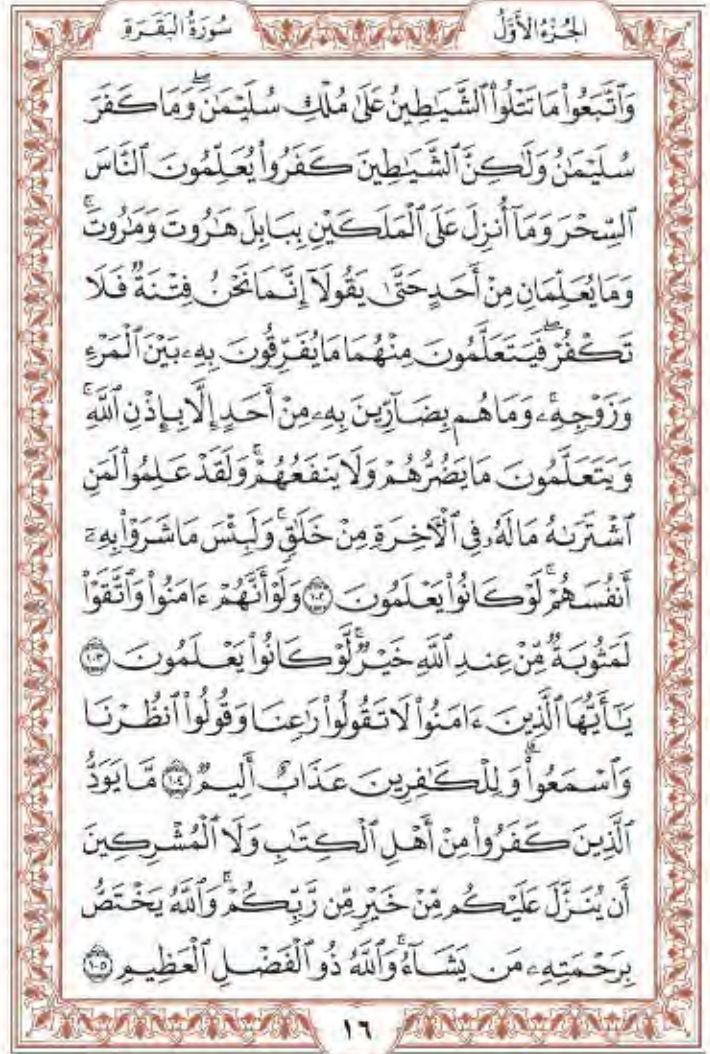 الجُزْءُ الأَوَّلُ
سُورَةُ البَقَرَةِ
وَٱتَّبَعُوا۟ مَا تَتْلُوا۟ ٱلشَّيَـٰطِينُ عَلَىٰ مُلْكِ سُلَيْمَـٰنَ ۖ وَمَا كَفَرَ
سُلَيْمَـٰنُ وَلَـٰكِنَّ ٱلشَّيَـٰطِينَ كَفَرُوا۟ يُعَلِّمُونَ ٱلنَّاسَ
ٱلسِّحْرَ وَمَآ أُنزِلَ عَلَى ٱلْمَلَكَيْنِ بِبَابِلَ هَـٰرُوتَ وَمَـٰرُوتَ ۚ
وَمَا يُعَلِّمَانِ مِنْ أَحَدٍ حَتَّىٰ يَقُولَآ إِنَّمَا نَحْنُ فِتْنَةٌ فَلَا
تَكْفُرْ ۖ فَيَتَعَلَّمُونَ مِنْهُمَا مَا يُفَرِّقُونَ بِهِۦ بَيْنَ ٱلْمَرْءِ
وَزَوْجِهِۦ ۚ وَمَا هُم بِضَآرِّينَ بِهِۦ مِنْ أَحَدٍ إِلَّا بِإِذْنِ ٱللَّهِ ۚ
وَيَتَعَلَّمُونَ مَا يَضُرُّهُمْ وَلَا يَنفَعُهُمْ ۚ وَلَقَدْ عَلِمُوا۟ لَمَنِ
ٱشْتَرَىٰهُ مَا لَهُۥ فِى ٱلْـَٔاخِرَةِ مِنْ خَلَـٰقٍ ۚ وَلَبِئْسَ مَا شَرَوْا۟ بِهِۦٓ
أَنفُسَهُمْ ۚ لَوْ كَانُوا۟ يَعْلَمُونَ ١٠٢ وَلَوْ أَنَّهُمْ ءَامَنُوا۟ وَٱتَّقَوْا۟
لَمَثُوبَةٌ مِّنْ عِندِ ٱللَّهِ خَيْرٌ ۖ لَّوْ كَانُوا۟ يَعْلَمُونَ ١٠٣
يَـٰٓأَيُّهَا ٱلَّذِينَ ءَامَنُوا۟ لَا تَقُولُوا۟ رَٰعِنَا وَقُولُوا۟ ٱنظُرْنَا
وَٱسْمَعُوا۟ ۗ وَلِلْكَـٰفِرِينَ عَذَابٌ أَلِيمٌ ١٠٤ مَّا يَوَدُّ
ٱلَّذِينَ كَفَرُوا۟ مِنْ أَهْلِ ٱلْكِتَـٰبِ وَلَا ٱلْمُشْرِكِينَ
أَن يُنَزَّلَ عَلَيْكُم مِّنْ خَيْرٍ مِّن رَّبِّكُمْ ۗ وَٱللَّهُ يَخْتَصُّ
بِرَحْمَتِهِۦ مَن يَشَآءُ ۚ وَٱللَّهُ ذُو ٱلْفَضْلِ ٱلْعَظِيمِ ١٠٥
١٦